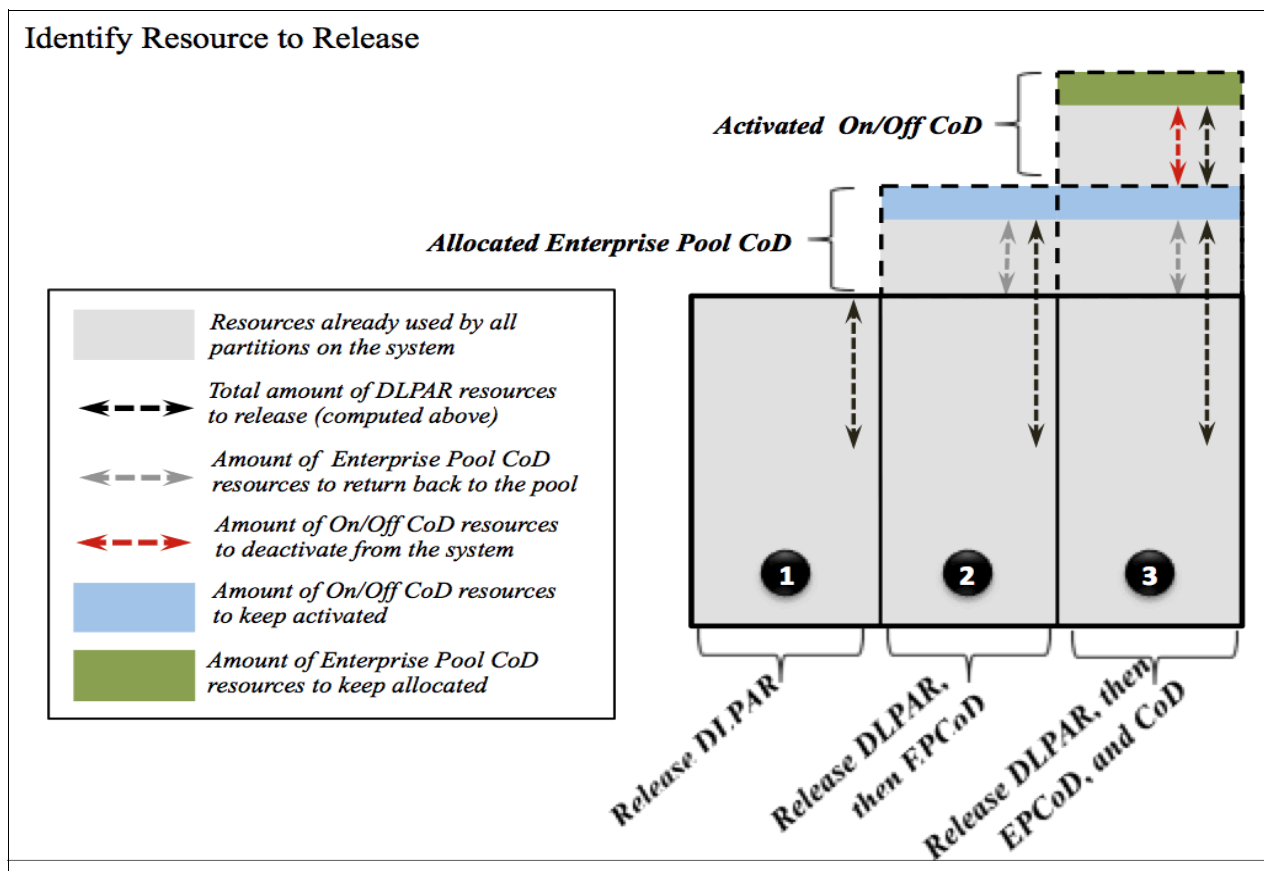 Identify Resource to Release
Activated On/Off CoD
Allocated Enterprise Pool CoD
Resources already used by all
partitions on the system
Total amount of DLPAR resources
to release (computed above)
Amount of Enterprise Pool CoD
resources to return back to the pool
Amount of On/Off CoD resources
to deactivate from the system
Amount of On/Off CoD resources
to keep activated
Amount of Enterprise Pool CoD
resources to keep allocated
1
2
3
Release DLPAR
Release DLPAR,
then EPCoD
Release DLPAR, then
EPCoD, and CoD